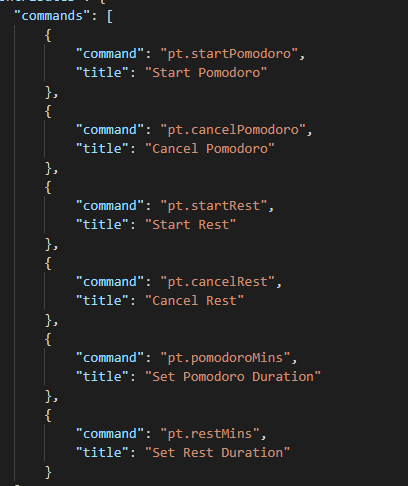 "commands": [
{
"command": "pt.startPomodoro",
"title": "Start Pomodoro"
},
{
"command": "pt.cancelPomodoro",
"title": "Cancel Pomodoro"
},
{
"command": "pt.startRest",
"title": "Start Rest"
},
{
"command": "pt.cancelRest",
"title": "Cancel Rest"
},
{
"command": "pt.pomodoroMins",
"title": "Set Pomodoro Duration"
},
{
"command": "pt.restMins",
"title": "Set Rest Duration"
}